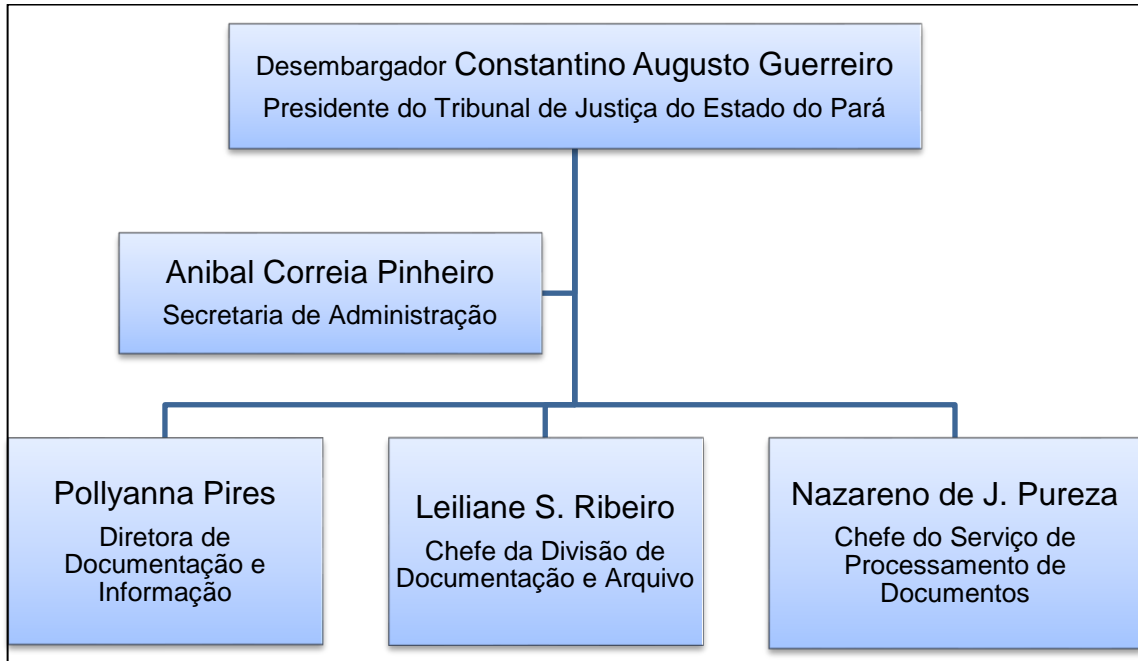 Desembargador Constantino Augusto Guerreiro
Presidente do Tribunal de Justiça do Estado do Pará
Anibal Correia Pinheiro
Secretaria de Administração
Pollyanna Pires
Diretora de
Documentação e
Informação
Leiliane S. Ribeiro
Chefe da Divisão de
Documentação e Arquivo
Nazareno de J. Pureza
Chefe do Serviço de
Processamento de
Documentos